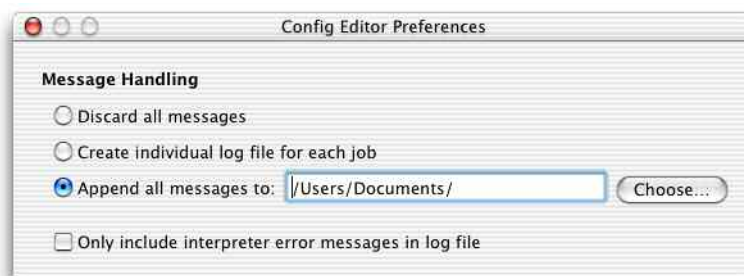 Config Editor Preferences
Message Handling
Discard all messages
Create individual log file for each job
Append all messages to: /Users/Documents/ Choose...
Only include interpreter error messages in log file